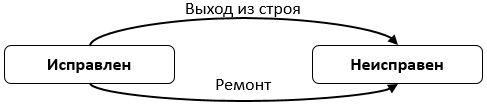 Выход из строя
Исправлен
Неисправен
Ремонт